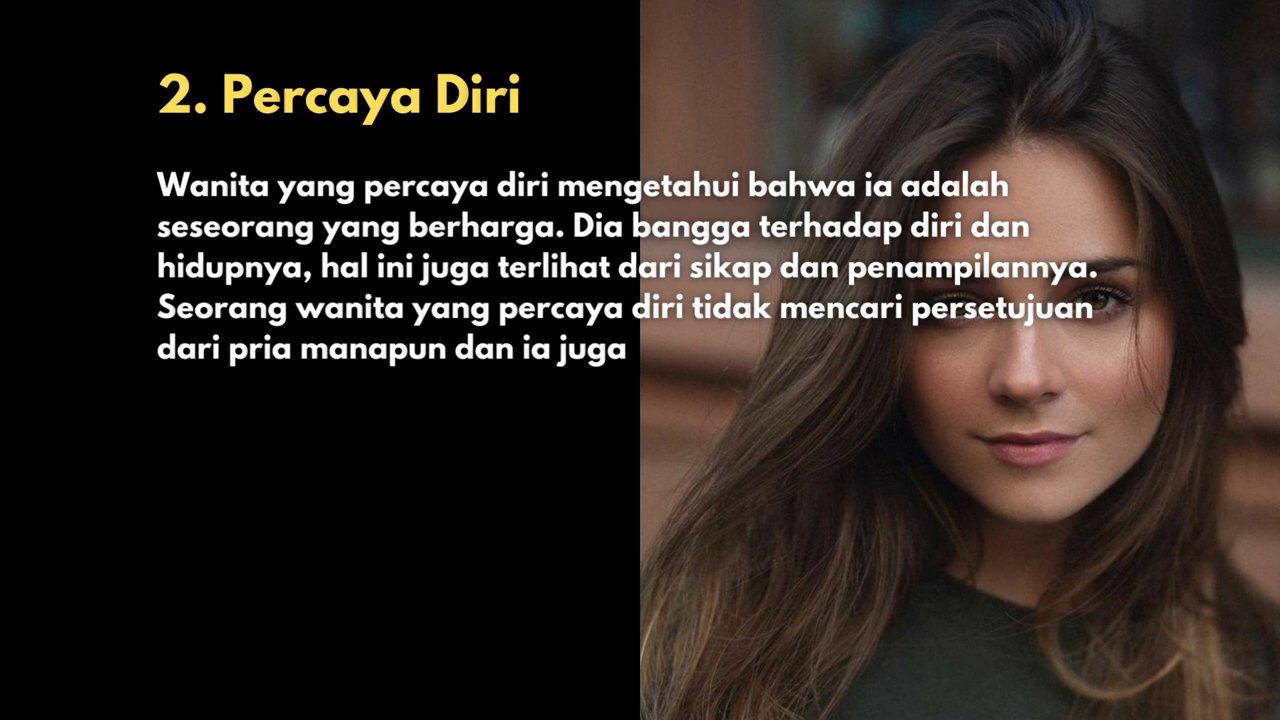 2. Percaya Diri
Wanita yang percaya diri mengetahui bahwa ia adalah
seseorang yang berharga. Dia bangga terhadap diri dan
hidupnya, hal ini juga terlihat dari sikap dan penampilannya.
Seorang wanita yang percaya diri tidak mencari persetujuan
dari pria manapun dan ia juga